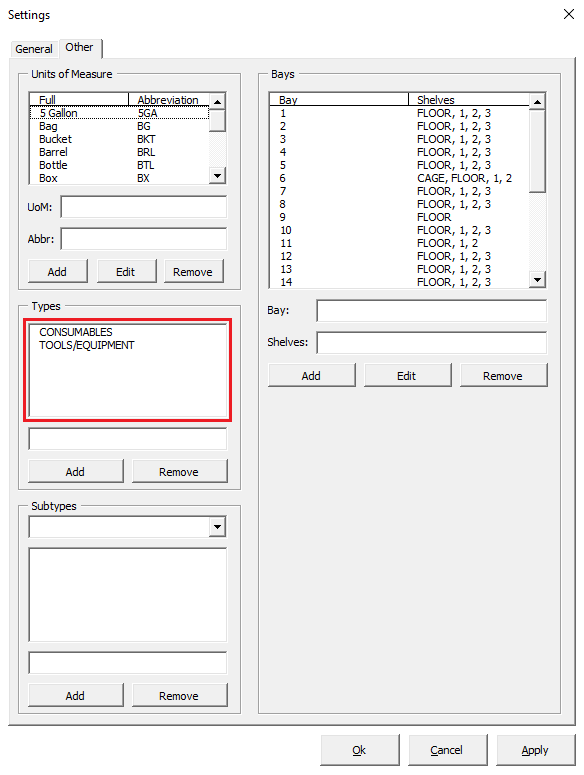 Settings
General Other
Units of Measure
Full Abbreviation
5 Gallon 5GA
Bag BG
Bucket BKT
Barrel BRL
Bottle BTL
Box BX
UoM:
Abbr:
Add Edit Remove
Types
CONSUMABLES
TOOLS/EQUIPMENT
Add Remove
Subtypes
Add Remove
Bays
Bay Shelves
1 FLOOR, 1, 2, 3
2 FLOOR, 1, 2, 3
3 FLOOR, 1, 2, 3
4 FLOOR, 1, 2, 3
5 FLOOR, 1, 2, 3
6 CAGE, FLOOR, 1, 2
7 FLOOR, 1, 2, 3
8 FLOOR, 1, 2, 3
9 FLOOR
10 FLOOR, 1, 2, 3
11 FLOOR, 1, 2
12 FLOOR, 1, 2, 3
13 FLOOR, 1, 2, 3
14 FLOOR, 1, 2, 3
Bay:
Shelves:
Add Edit Remove
Ok Cancel Apply